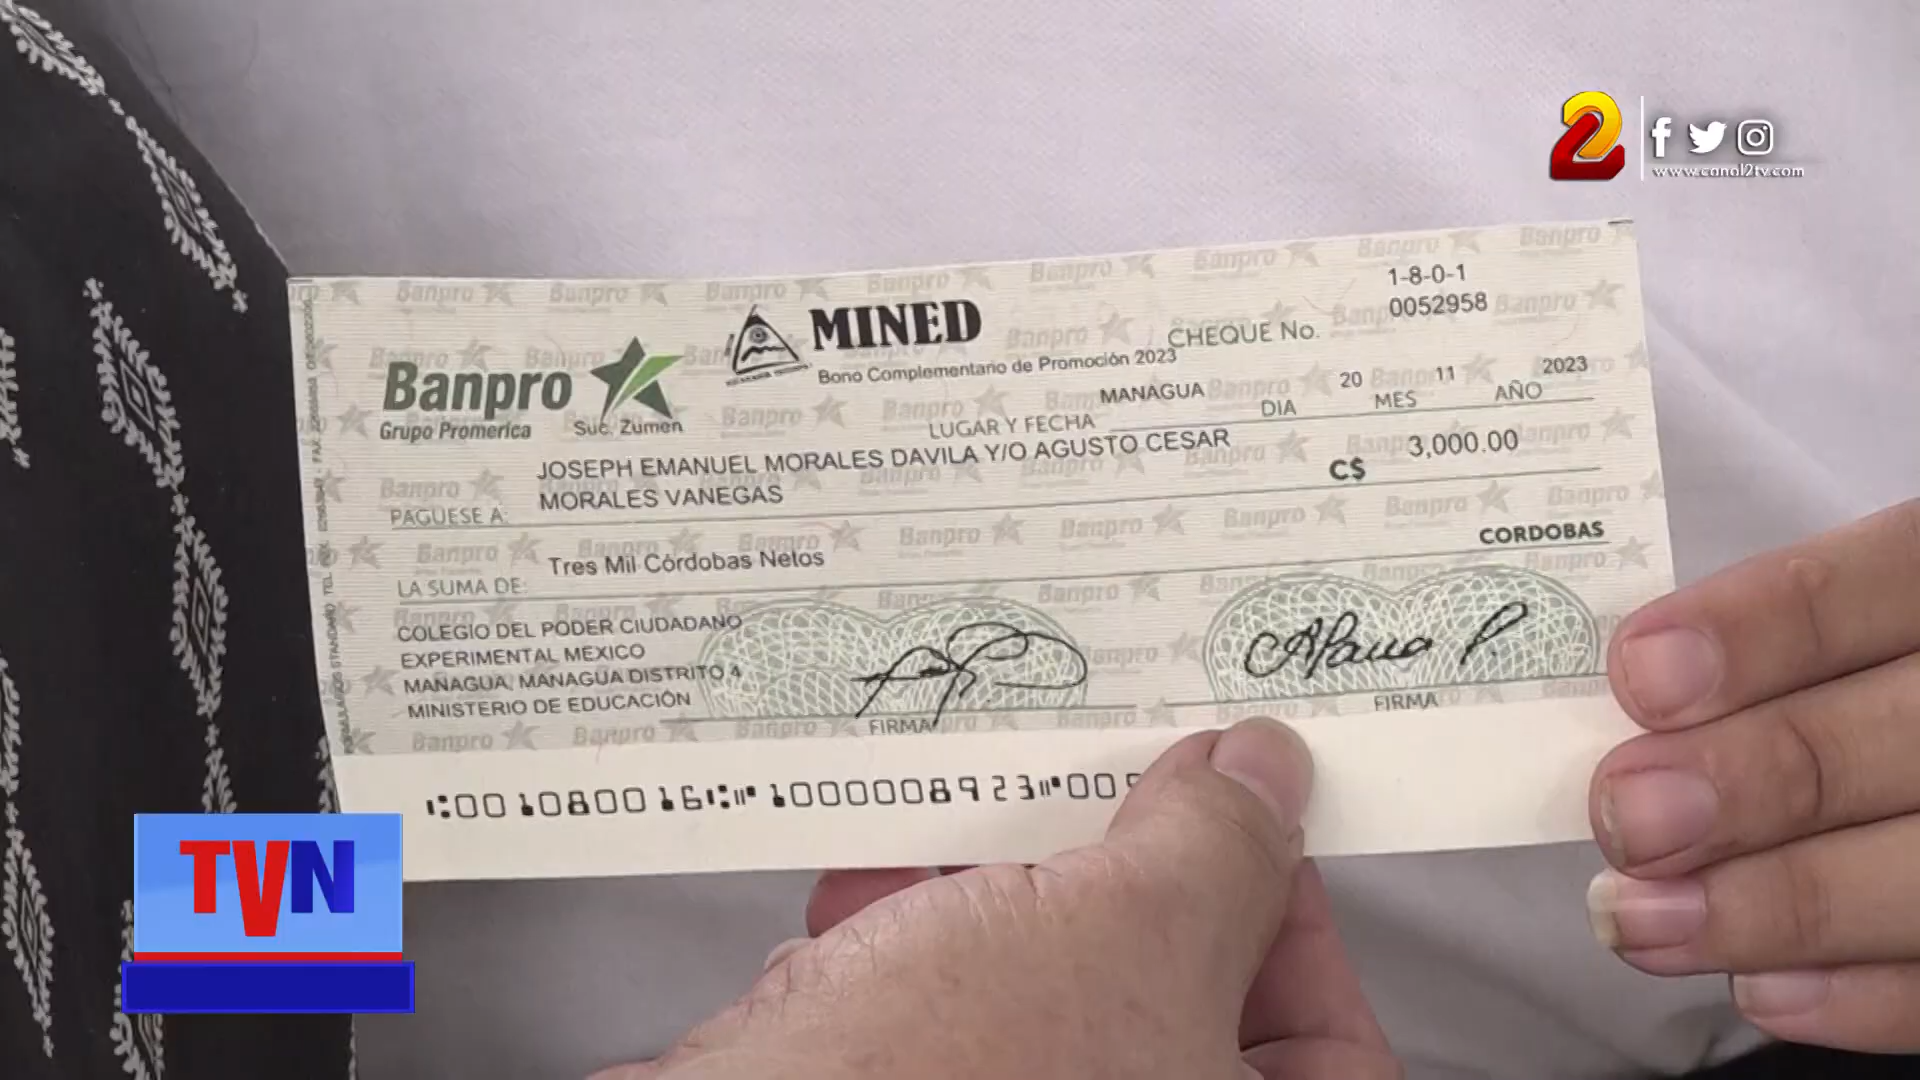 2
www.canal2tv.com
1-8-0-1
0052958
CHEQUE No.
MINED
Bono Complementario de Promoción 2023
Banpro
Grupo Promerica
Suc. Zumen
MANAGUA 20 11 2023
LUGAR Y FECHA DIA MES AÑO
JOSEPH EMANUEL MORALES DAVILA Y/O AGUSTO CESAR
MORALES VANEGAS
PAGUESE A:
C$ 3,000.00
Tres Mil Córdobas Netos
LA SUMA DE:
CORDOBAS
COLEGIO DEL PODER CIUDADANO
EXPERIMENTAL MEXICO
MANAGUA, MANAGUA DISTRITO 4
MINISTERIO DE EDUCACIÓN
FIRMA
FIRMA
TVN